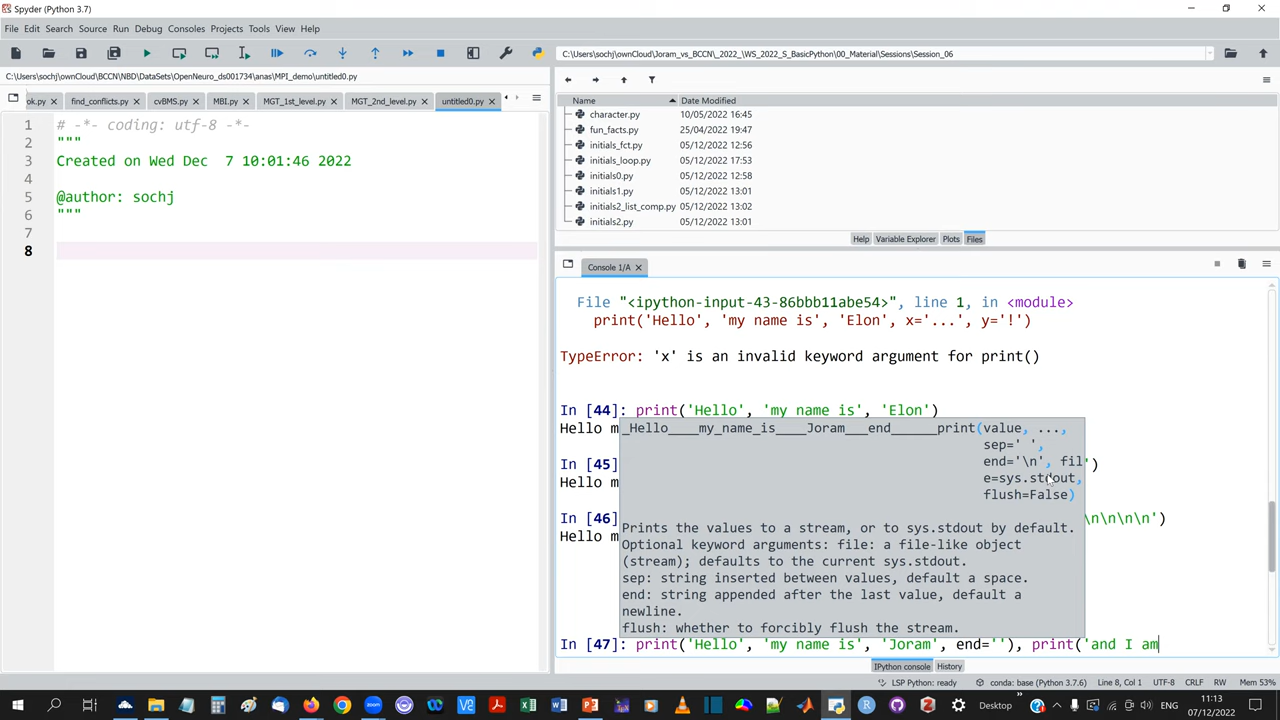 Spyder (Python 3.7)
File Edit Search Source Run Debug Consoles Projects Tools View Help
C:\Users\sochj\ownCloud\Joram_vs_BCCN\_2022_\WS_2022_S_BasicPython\00_Material\Sessions\Session_06
C:\Users\sochj\ownCloud\BCCN\NBD\DataSets\OpenNeuro_ds001734\anas\MPI_demo\untitled0.py
ok.py find_conflicts.py cvBMS.py MBI.py MGT_1st_level.py MGT_2nd_level.py untitled0.py
1 # -*- coding: utf-8 -*-
2 """
3 Created on Wed Dec  7 10:01:46 2022
4
5 @author: sochj
6 """
7
8
Name Date Modified
character.py 10/05/2022 16:45
fun_facts.py 25/04/2022 19:47
initials_fct.py 05/12/2022 12:56
initials_loop.py 05/12/2022 17:53
initials0.py 05/12/2022 12:58
initials1.py 05/12/2022 13:01
initials2_list_comp.py 05/12/2022 13:02
initials2.py 05/12/2022 13:01
Help Variable Explorer Plots Files
Console 1/A
File "<ipython-input-43-86bbb11abe54>", line 1, in <module>
print('Hello', 'my name is', 'Elon', x='...', y='!')
TypeError: 'x' is an invalid keyword argument for print()
In [44]: print('Hello', 'my name is', 'Elon')
Hello m
In [45] ')
Hello m
In [46] \n\n\n\n')
Hello m
_Hello____my_name_is____Joram___end______print(value, ...,
sep=' ',
end='\n', fil
e=sys.stdout,
flush=False)
Prints the values to a stream, or to sys.stdout by default.
Optional keyword arguments: file: a file-like object
(stream); defaults to the current sys.stdout.
sep: string inserted between values, default a space.
end: string appended after the last value, default a
newline.
flush: whether to forcibly flush the stream.
In [47]: print('Hello', 'my name is', 'Joram', end=''), print('and I am
IPython console History
LSP Python: ready conda: base (Python 3.7.6) Line 8, Col 1 UTF-8 CRLF RW Mem 53%
Desktop ENG 11:13
07/12/2022